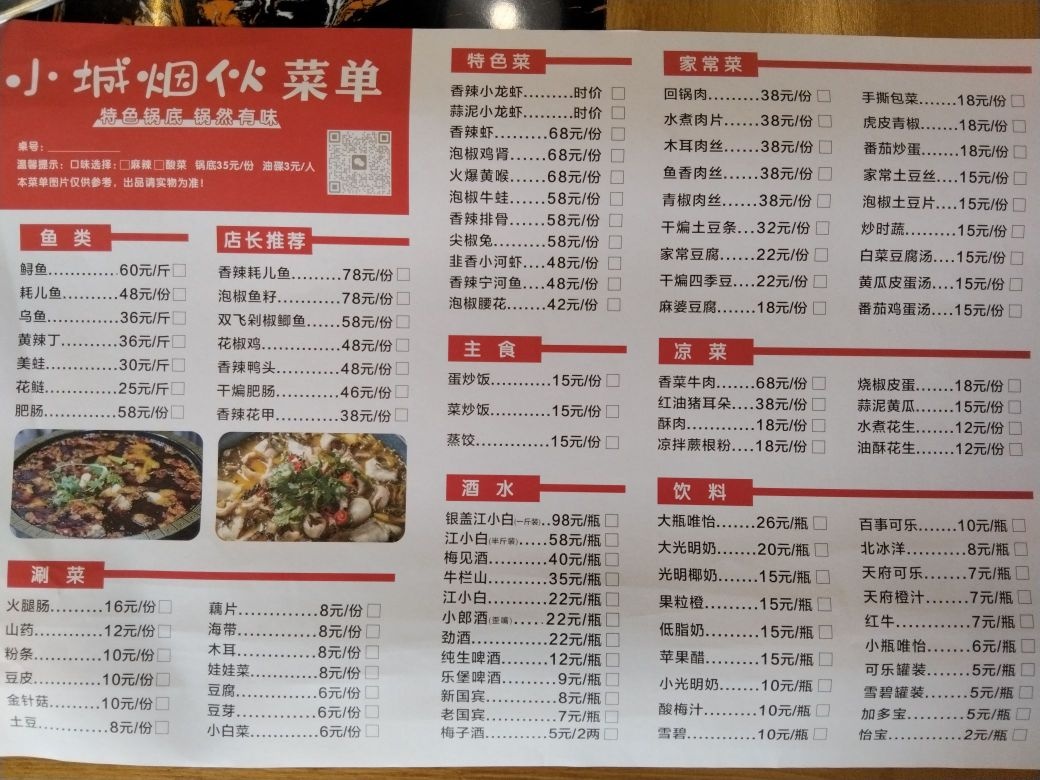 小城烟伙菜单
特色锅底 锅然有味
桌号：
温馨提示：口味选择：□麻辣□酸菜 锅底35元/份 油碟3元/人
本菜单图片仅供参考，出品请实物为准！
鱼类
鲟鱼............60元/斤□
耗儿鱼.........48元/份□
乌鱼............36元/斤□
黄辣丁.........36元/斤□
美蛙............30元/斤□
花鲢............25元/斤□
肥肠............58元/份□
店长推荐
香辣耗儿鱼.......78元/份□
泡椒鱼籽..........78元/份□
双飞剁椒鲫鱼....58元/份□
花椒鸡.............48元/份□
香辣鸭头..........48元/份□
干煸肥肠..........46元/份□
香辣花甲..........38元/份□
涮菜
火腿肠.........16元/份□
山药............12元/份□
粉条............10元/份□
豆皮............10元/份□
金针菇.........10元/份□
土豆............8元/份□
藕片............8元/份□
海带............8元/份□
木耳............8元/份□
娃娃菜.........8元/份□
豆腐............6元/份□
豆芽............6元/份□
小白菜.........6元/份□
特色菜
香辣小龙虾.........时价□
蒜泥小龙虾.........时价□
香辣虾............68元/份□
泡椒鸡肾.........68元/份□
火爆黄喉.........68元/份□
泡椒牛蛙.........58元/份□
香辣排骨.........58元/份□
尖椒兔............58元/份□
韭香小河虾......48元/份□
香辣宁河鱼......48元/份□
泡椒腰花.........42元/份□
主食
蛋炒饭............15元/份□
菜炒饭............15元/份□
蒸饺...............15元/份□
酒水
银盖江小白(一斤装)..98元/瓶□
江小白(半斤装).....58元/瓶□
梅见酒............40元/瓶□
牛栏山............35元/瓶□
江小白............22元/瓶□
小郎酒(歪嘴)....22元/瓶□
劲酒...............22元/瓶□
纯生啤酒.........12元/瓶□
乐堡啤酒.........9元/瓶□
新国宾............8元/瓶□
老国宾............7元/瓶□
梅子酒............5元/2两□
家常菜
回锅肉............38元/份□
水煮肉片.........38元/份□
木耳肉丝.........38元/份□
鱼香肉丝.........38元/份□
青椒肉丝.........38元/份□
干煸土豆条...32元/份□
家常豆腐......22元/份□
干煸四季豆...22元/份□
麻婆豆腐......18元/份□
手撕包菜......18元/份□
虎皮青椒......18元/份□
番茄炒蛋......18元/份□
家常土豆丝....15元/份□
泡椒土豆片....15元/份□
炒时蔬.........15元/份□
白菜豆腐汤....15元/份□
黄瓜皮蛋汤....15元/份□
番茄鸡蛋汤....15元/份□
凉菜
香菜牛肉......68元/份□
红油猪耳朵....38元/份□
酥肉............18元/份□
凉拌蕨根粉....18元/份□
烧椒皮蛋.......18元/份□
蒜泥黄瓜.......15元/份□
水煮花生.......12元/份□
油酥花生.......12元/份□
饮料
大瓶唯怡.......26元/瓶□
大光明奶.......20元/瓶□
光明椰奶.......15元/瓶□
果粒橙..........15元/瓶□
低脂奶..........15元/瓶□
苹果醋..........15元/瓶□
小光明奶.......10元/瓶□
酸梅汁..........10元/瓶□
雪碧............10元/瓶□
百事可乐.......10元/瓶□
北冰洋..........8元/瓶□
天府可乐.......7元/瓶□
天府橙汁.......7元/瓶□
红牛............7元/瓶□
小瓶唯怡.......6元/瓶□
可乐罐装.......5元/瓶□
雪碧罐装.......5元/瓶□
加多宝..........5元/瓶□
怡宝............2元/瓶□